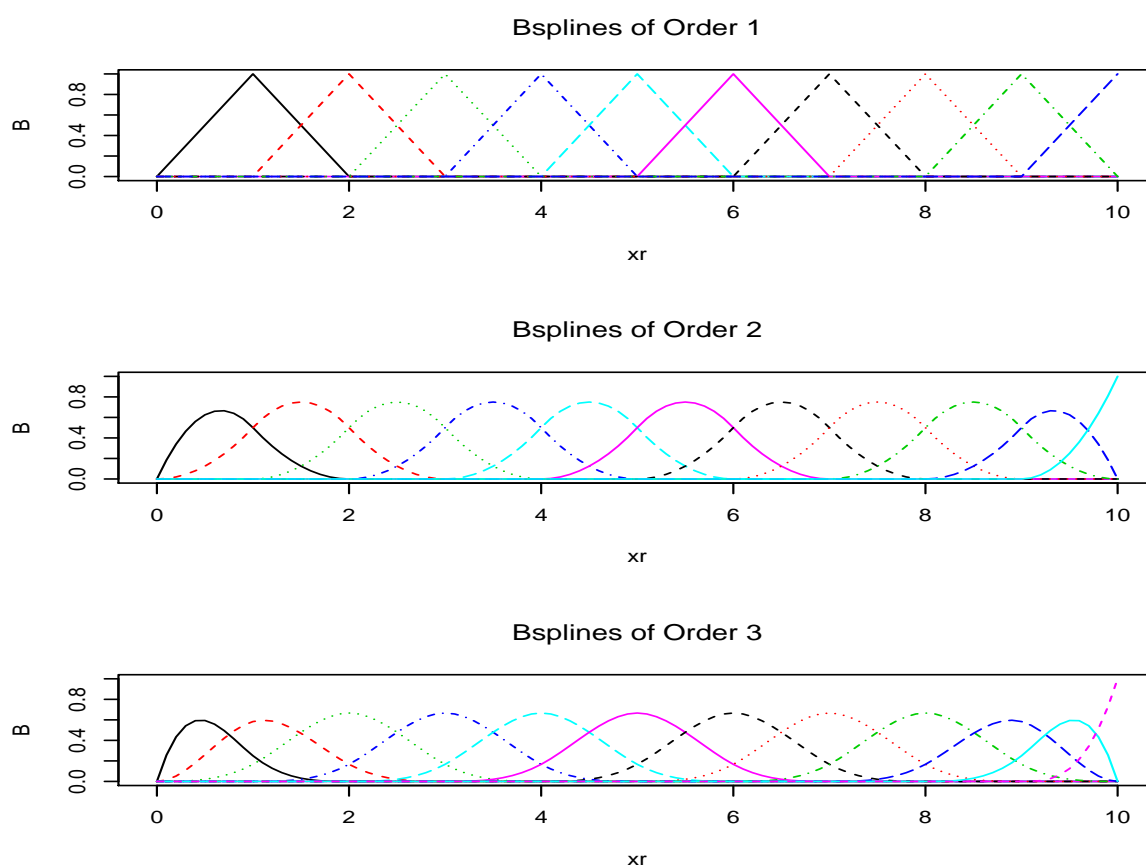 Bsplines of Order 1
B
0.0 0.4 0.8
0 2 4 6 8 10
xr
Bsplines of Order 2
B
0.0 0.4 0.8
0 2 4 6 8 10
xr
Bsplines of Order 3
B
0.0 0.4 0.8
0 2 4 6 8 10
xr